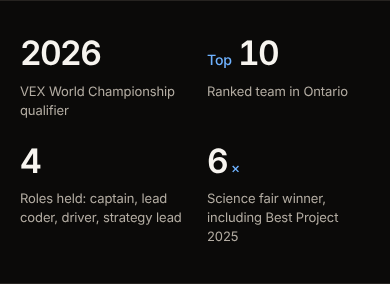 2026
VEX World Championship
qualifier
Top 10
Ranked team in Ontario
4
Roles held: captain, lead
coder, driver, strategy lead
6×
Science fair winner,
including Best Project
2025